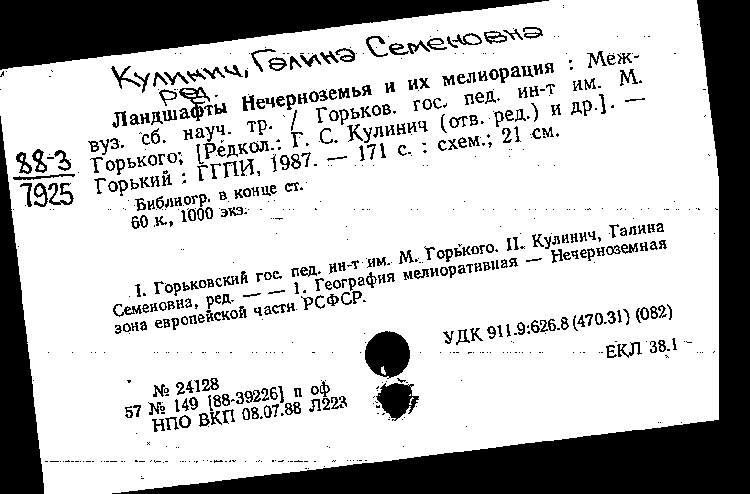 Кулинич, Галина Семеновна
ред.
Ландшафты Нечерноземья и их мелиорация : Меж-
вуз. сб. науч. тр. / Горьков. гос. пед. ин-т им. М.
Горького; [Редкол.: Г. С. Кулинич (отв. ред.) и др.]. —
Горький : ГГПИ, 1987. — 171 с. : схем.; 21 см.
88-3
7925
Библиогр. в конце ст.
60 к., 1000 экз.
I. Горьковский гос. пед. ин-т им. М. Горького. II. Кулинич, Галина
Семеновна, ред. — — 1. География мелиоративная — Нечерноземная
зона европейской части РСФСР.
УДК 911.9:626.8 (470.31) (082)
ЕКЛ 38.1
№ 24128
57 № 149 [88-39226] п оф
НПО ВКП 08.07.88 Л223